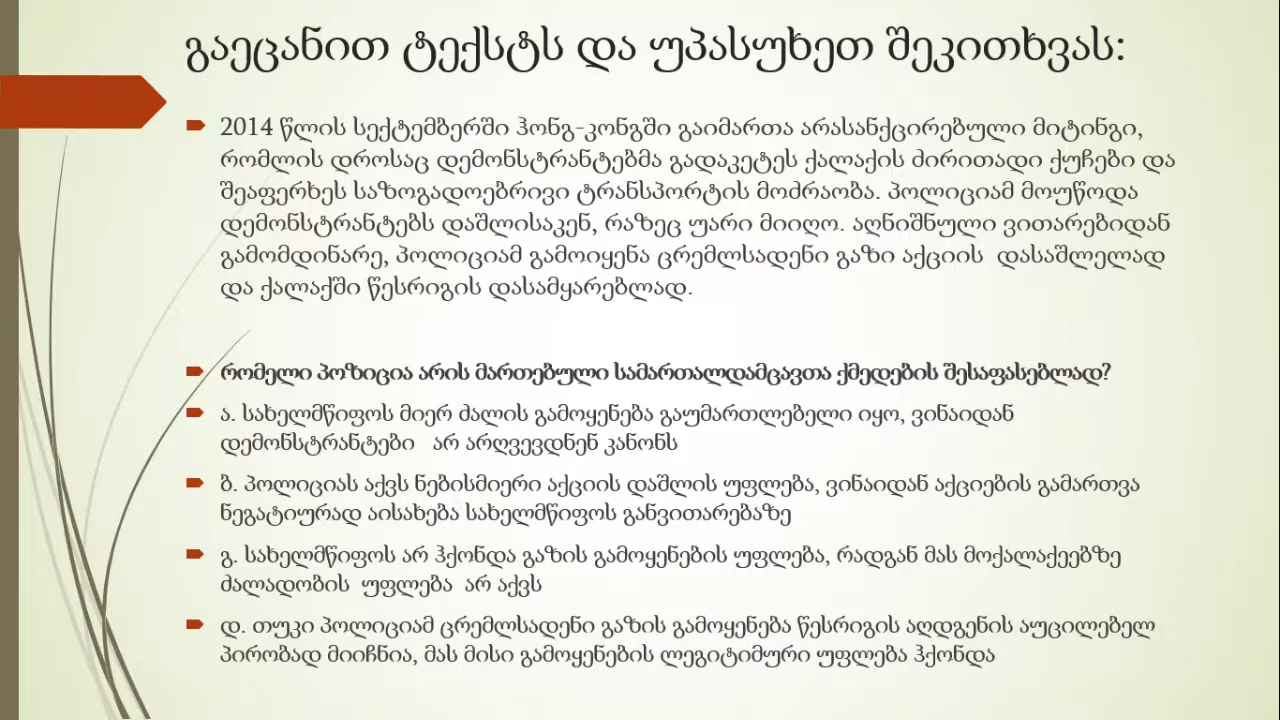 გაეცანით ტექსტს და უპასუხეთ შეკითხვას:
2014 წლის სექტემბერში ჰონგ-კონგში გაიმართა არასანქცირებული მიტინგი,
რომლის დროსაც დემონსტრანტებმა გადაკეტეს ქალაქის ძირითადი ქუჩები და
შეაფერხეს საზოგადოებრივი ტრანსპორტის მოძრაობა. პოლიციამ მოუწოდა
დემონსტრანტებს დაშლისაკენ, რაზეც უარი მიიღო. აღნიშნული ვითარებიდან
გამომდინარე, პოლიციამ გამოიყენა ცრემლსადენი გაზი აქციის დასაშლელად
და ქალაქში წესრიგის დასამყარებლად.
რომელი პოზიცია არის მართებული სამართალდამცავთა ქმედების შესაფასებლად?
ა. სახელმწიფოს მიერ ძალის გამოყენება გაუმართლებელი იყო, ვინაიდან
დემონსტრანტები არ არღვევდნენ კანონს
ბ. პოლიციას აქვს ნებისმიერი აქციის დაშლის უფლება, ვინაიდან აქციების გამართვა
ნეგატიურად აისახება სახელმწიფოს განვითარებაზე
გ. სახელმწიფოს არ ჰქონდა გაზის გამოყენების უფლება, რადგან მას მოქალაქეებზე
ძალადობის უფლება არ აქვს
დ. თუკი პოლიციამ ცრემლსადენი გაზის გამოყენება წესრიგის აღდგენის აუცილებელ
პირობად მიიჩნია, მას მისი გამოყენების ლეგიტიმური უფლება ჰქონდა